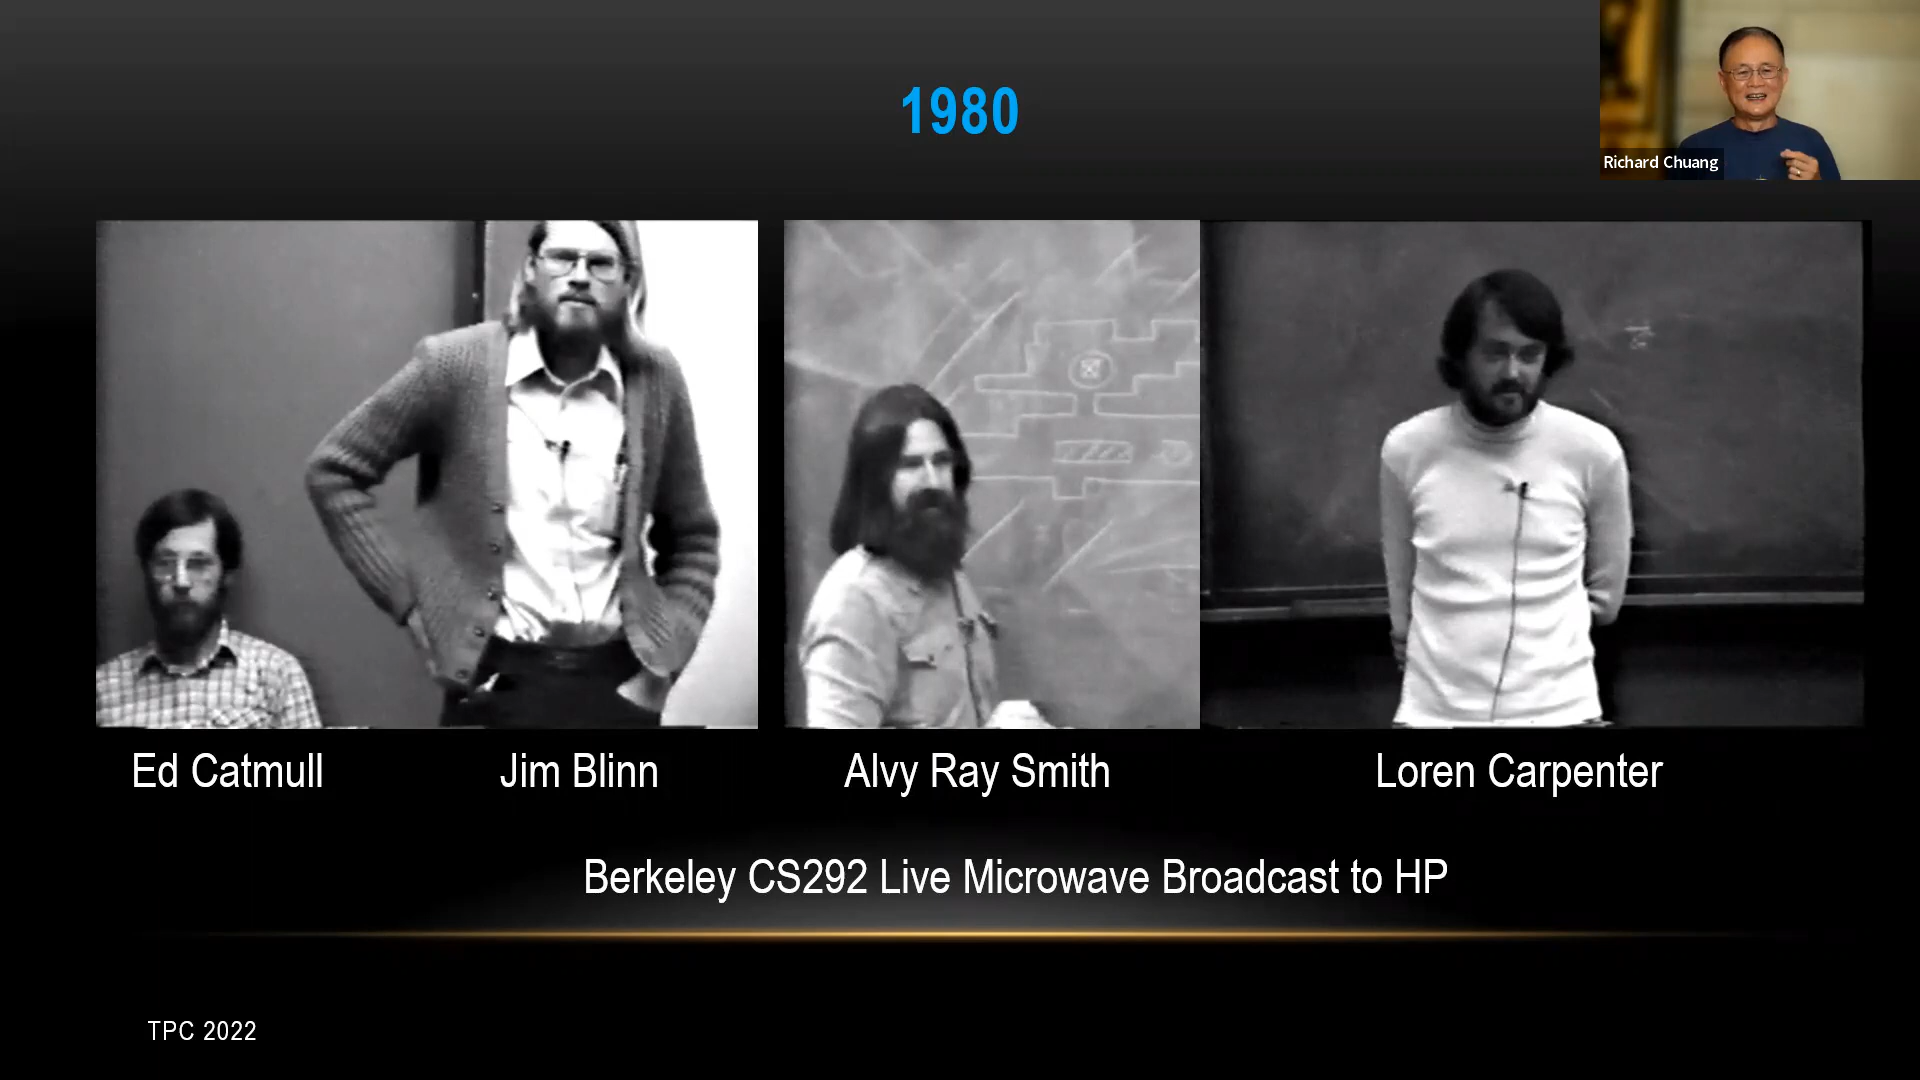 1980
Richard Chuang
Ed Catmull
Jim Blinn
Alvy Ray Smith
Loren Carpenter
Berkeley CS292 Live Microwave Broadcast to HP
TPC 2022